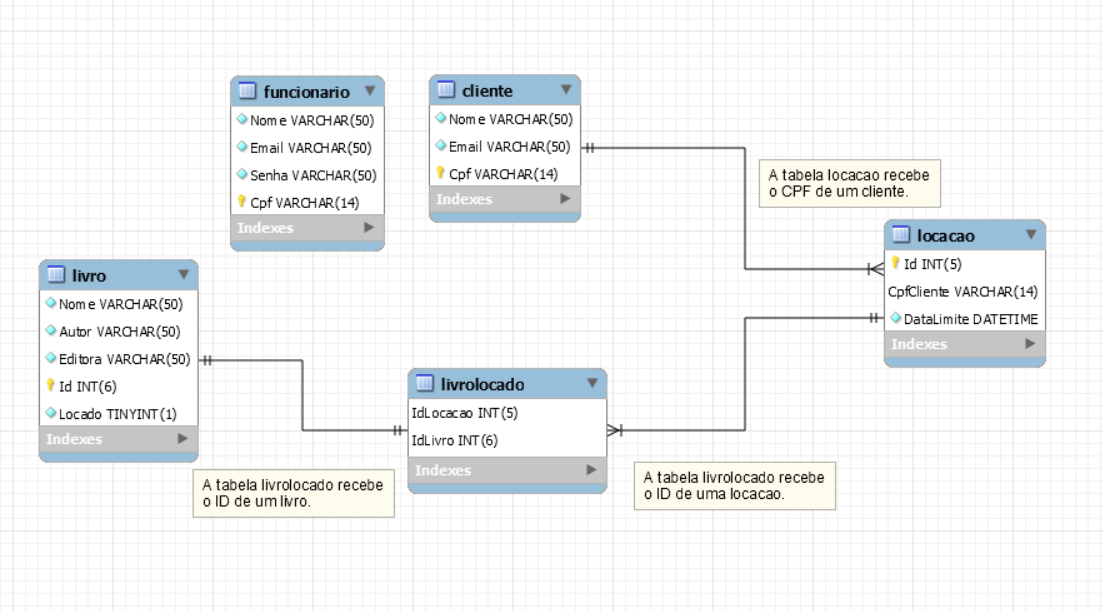 funcionario
Nome VARCHAR(50)
Email VARCHAR(50)
Senha VARCHAR(50)
Cpf VARCHAR(14)
Indexes
cliente
Nome VARCHAR(50)
Email VARCHAR(50)
Cpf VARCHAR(14)
Indexes
A tabela locacao recebe
o CPF de um cliente.
locacao
Id INT(5)
CpfCliente VARCHAR(14)
DataLimite DATETIME
Indexes
livro
Nome VARCHAR(50)
Autor VARCHAR(50)
Editora VARCHAR(50)
Id INT(6)
Locado TINYINT(1)
Indexes
livrolocado
IdLocacao INT(5)
IdLivro INT(6)
Indexes
A tabela livrolocado recebe
o ID de um livro.
A tabela livrolocado recebe
o ID de uma locacao.